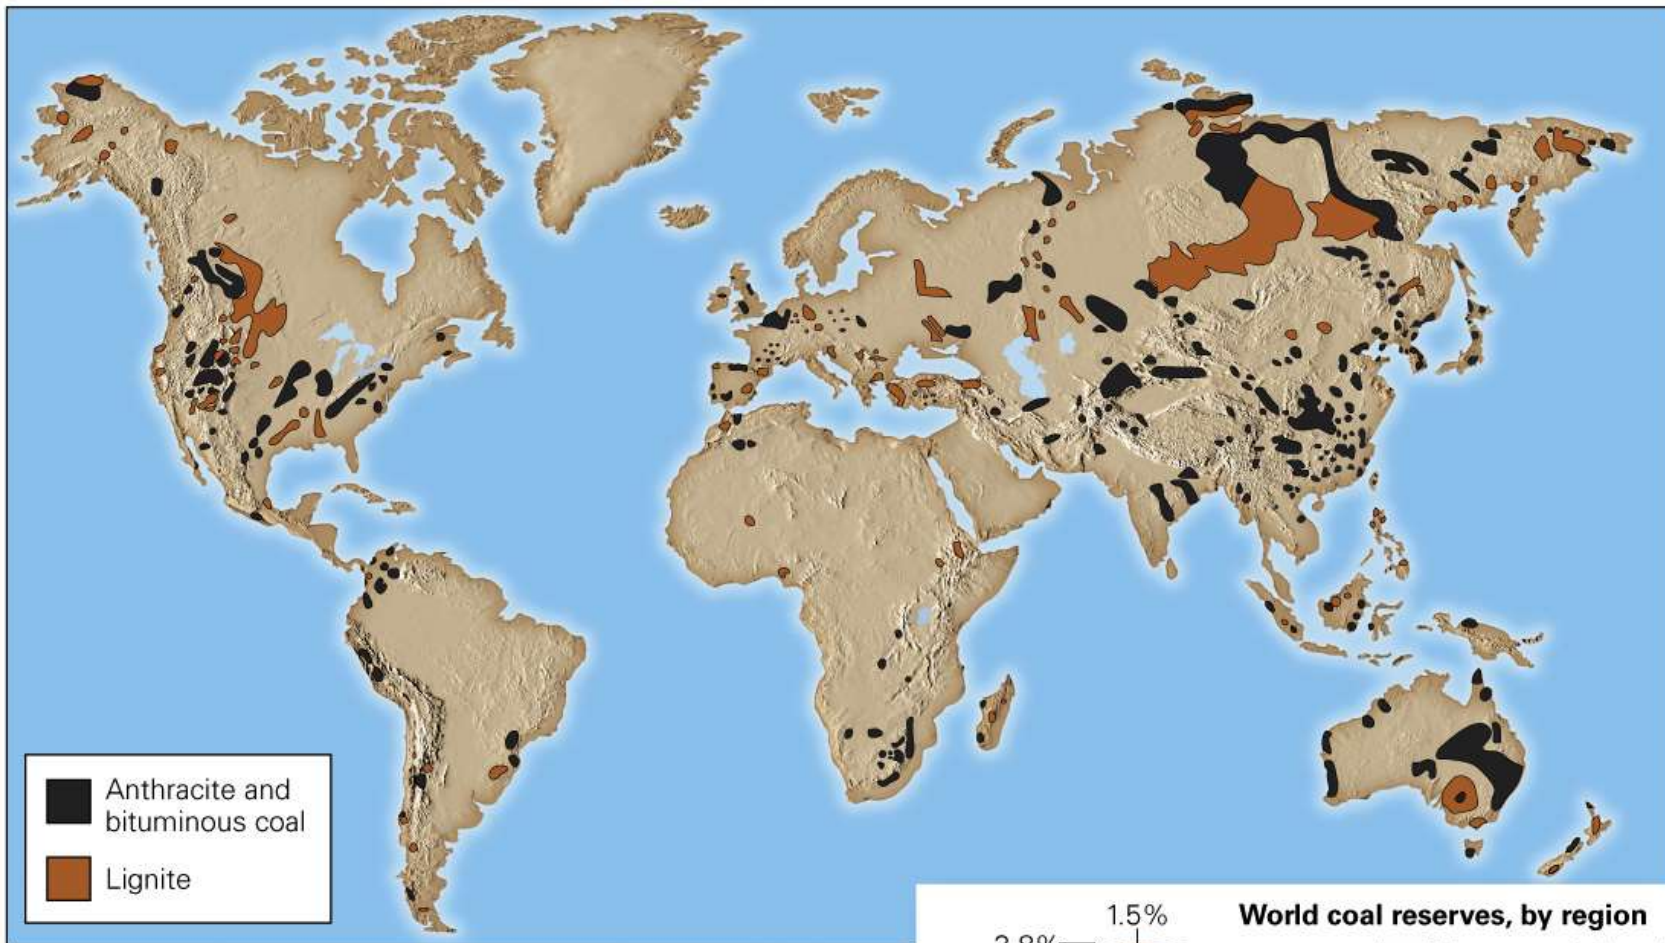 Anthracite and
bituminous coal
Lignite
1.5%
World coal reserves, by region